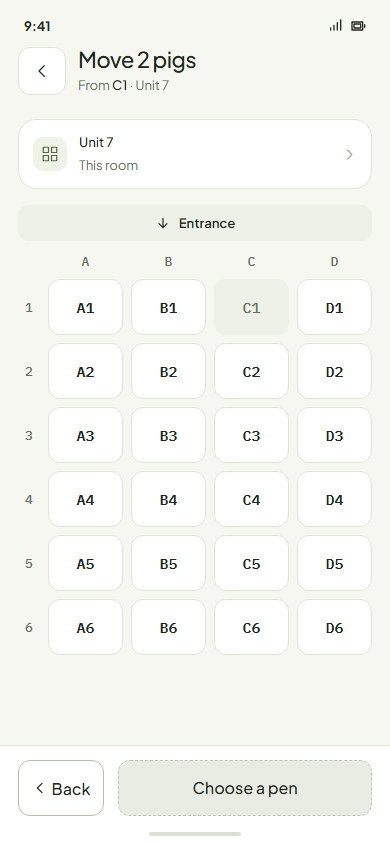 9:41
Move 2 pigs
From C1 · Unit 7
Unit 7
This room
Entrance
A B C D
1 A1 B1 C1 D1
2 A2 B2 C2 D2
3 A3 B3 C3 D3
4 A4 B4 C4 D4
5 A5 B5 C5 D5
6 A6 B6 C6 D6
Back Choose a pen